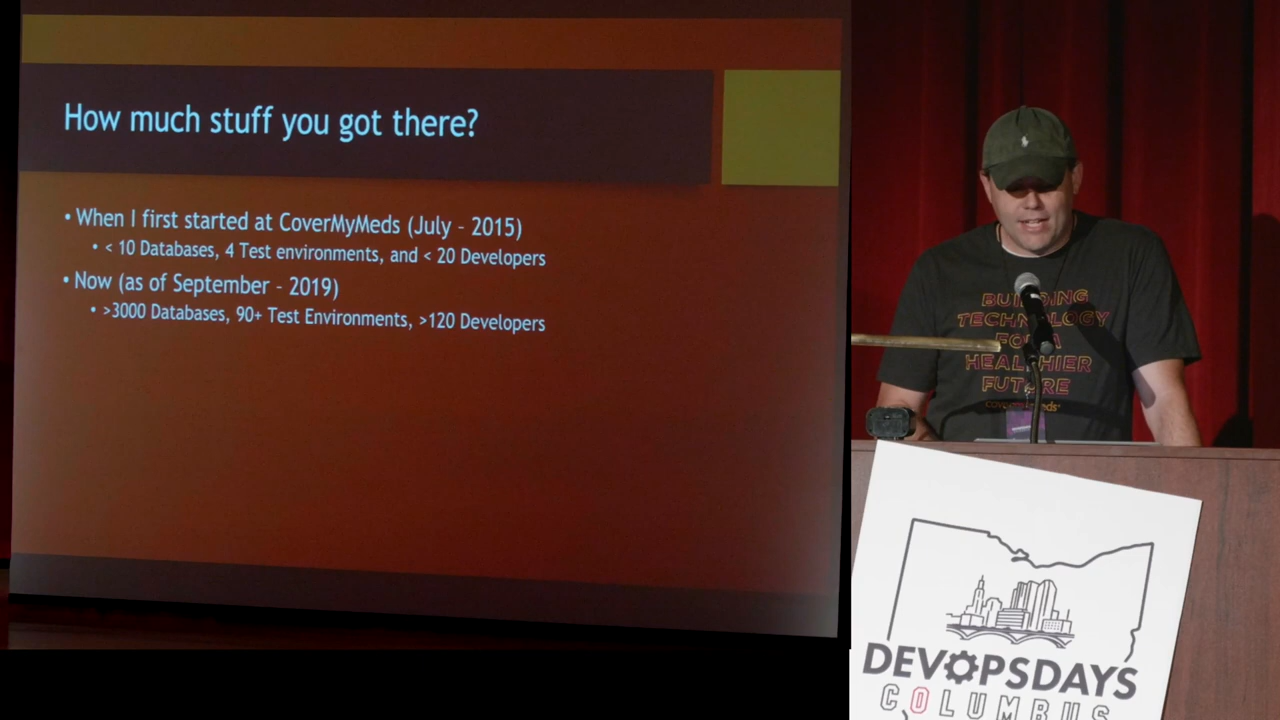 How much stuff you got there?
• When I first started at CoverMyMeds (July - 2015)
• < 10 Databases, 4 Test environments, and < 20 Developers
• Now (as of September - 2019)
• >3000 Databases, 90+ Test Environments, >120 Developers
BUILDING
TECHNOLOGY
FOR A
HEALTHIER
FUTURE
DEVOPSDAYS
COLUMBUS